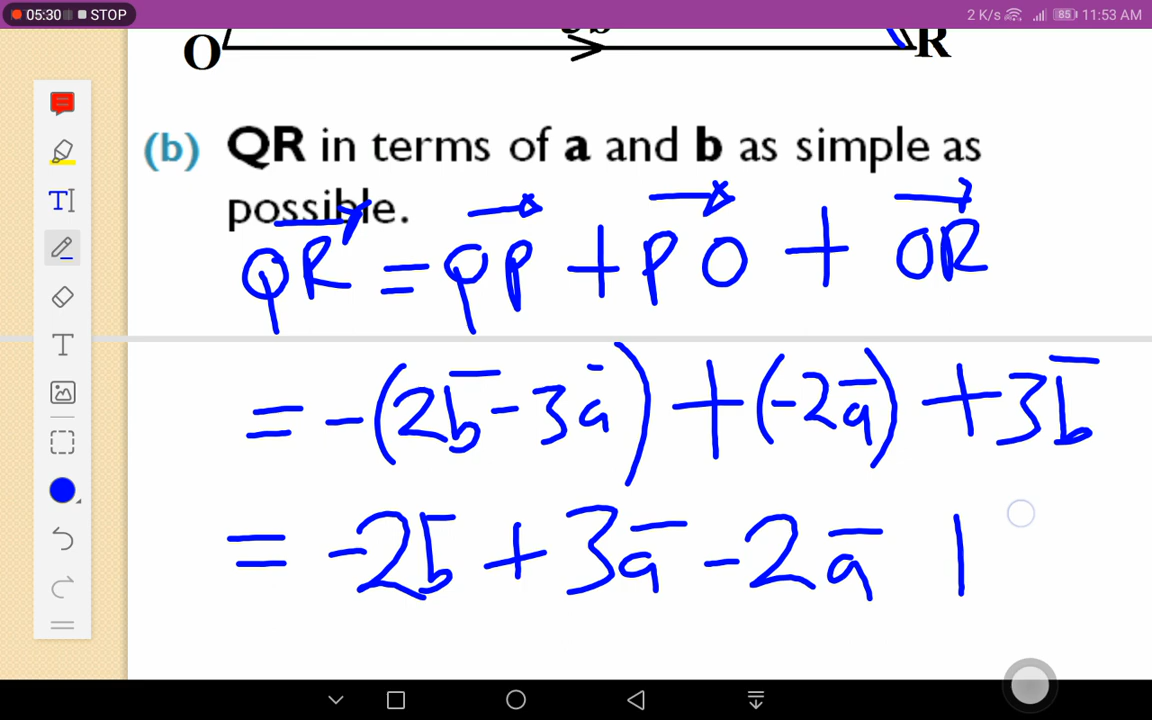 05:30 STOP 2 K/s 85 11:53 AM
O R
(b) QR in terms of a and b as simple as
possible.
QR = QP + PO + OR
= -(2b - 3a) + (-2a) + 3b
= -2b + 3a - 2a